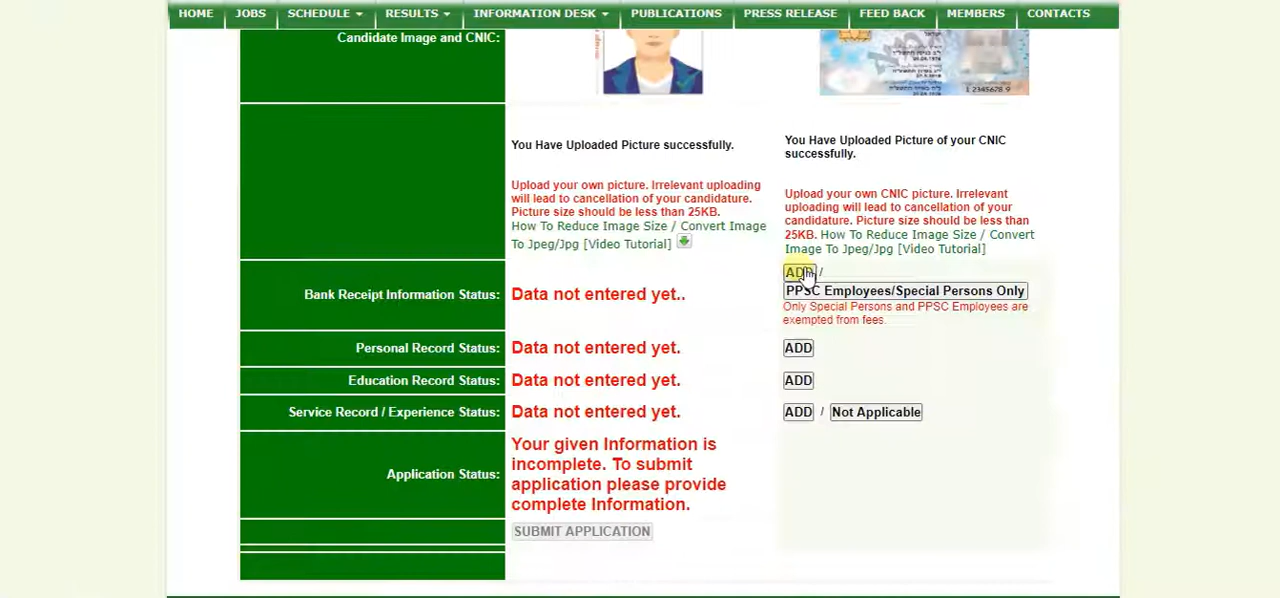 HOME JOBS SCHEDULE RESULTS INFORMATION DESK PUBLICATIONS PRESS RELEASE FEED BACK MEMBERS CONTACTS
Candidate Image and CNIC:
1 2345678 9
You Have Uploaded Picture successfully.
Upload your own picture. Irrelevant uploading
will lead to cancellation of your candidature.
Picture size should be less than 25KB.
How To Reduce Image Size / Convert Image
To Jpeg/Jpg [Video Tutorial]
You Have Uploaded Picture of your CNIC
successfully.
Upload your own CNIC picture. Irrelevant
uploading will lead to cancellation of your
candidature. Picture size should be less than
25KB. How To Reduce Image Size / Convert
Image To Jpeg/Jpg [Video Tutorial]
Bank Receipt Information Status: Data not entered yet..
ADD /
PPSC Employees/Special Persons Only
Only Special Persons and PPSC Employees are
exempted from fees.
Personal Record Status: Data not entered yet. ADD
Education Record Status: Data not entered yet. ADD
Service Record / Experience Status: Data not entered yet. ADD / Not Applicable
Application Status:
Your given Information is
incomplete. To submit
application please provide
complete Information.
SUBMIT APPLICATION